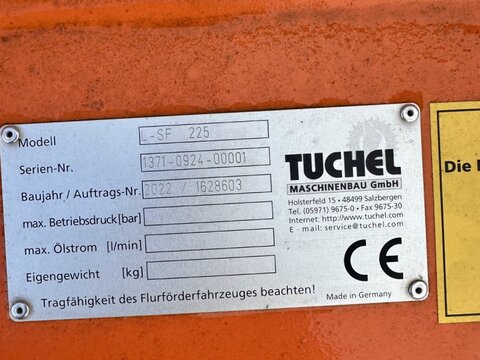 Modell L-SF 225
Serien-Nr. 1371-0924-00001
Baujahr / Auftrags-Nr. 2022 / 1628603
max. Betriebsdruck [bar]
max. Ölstrom [l/min]
Eigengewicht [kg]
Tragfähigkeit des Flurförderfahrzeuges beachten!
TUCHEL
MASCHINENBAU GmbH
Holsterfeld 15 • 48499 Salzbergen
Tel. (05971) 9675-0 • Fax 9675-30
Internet: http://www.tuchel.com
E - mail: service@tuchel.com
CE
Made in Germany
Die